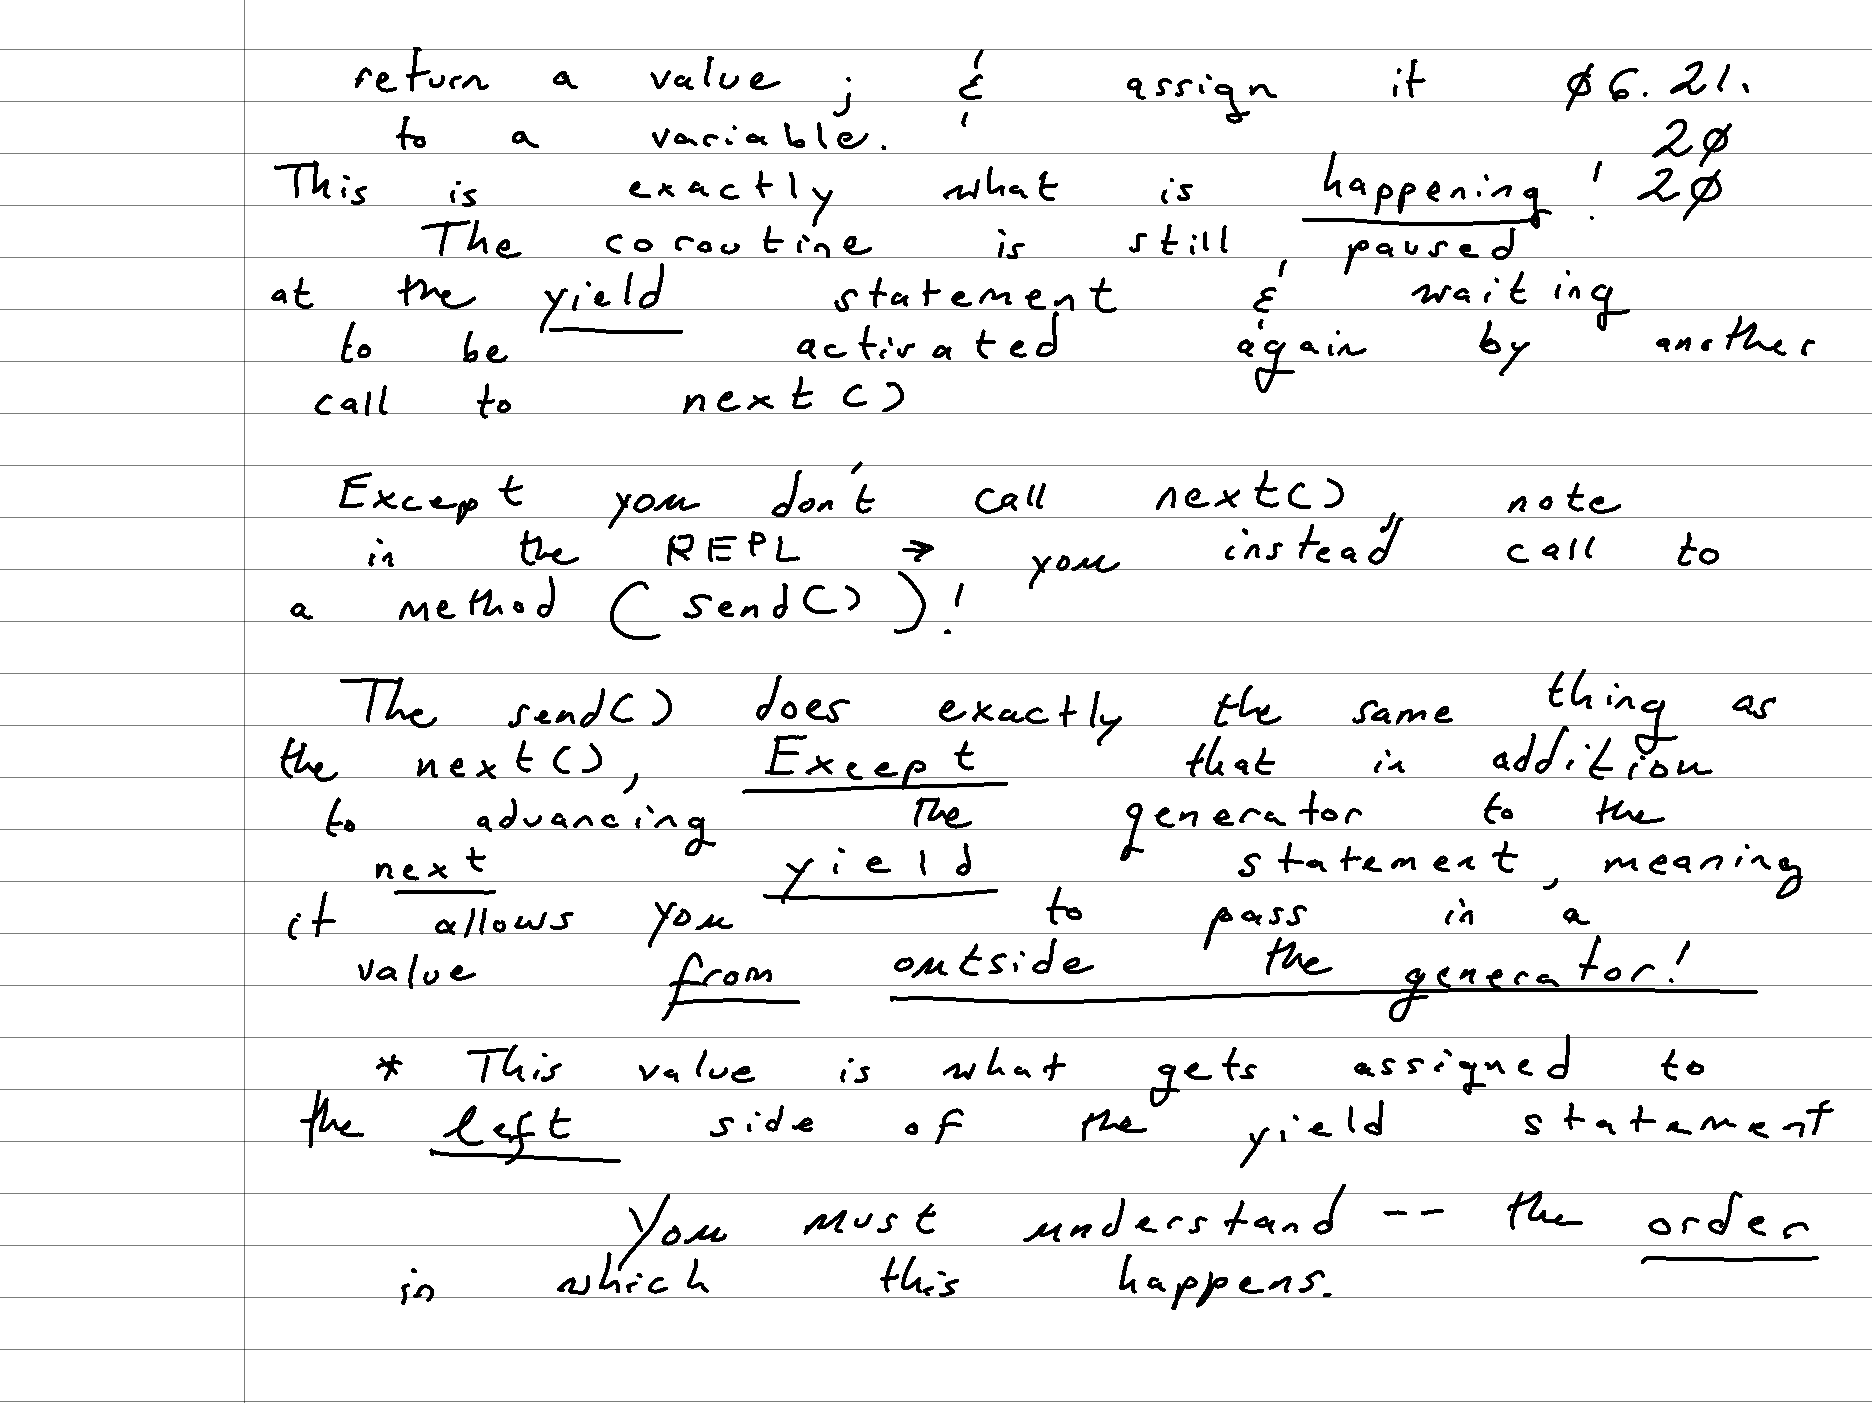 return a value ; & assign it ø6.21.
to a variable. 2ø
This is exactly what is happening! 2ø
The coroutine is still paused
at the yield statement & waiting
to be activated again by another
call to next()
Except you don't call next(), note
in the REPL → you instead call to
a method (send())!
The send() does exactly the same thing as
the next(), Except that in addition
to advancing the generator to the
next yield statement, meaning
it allows you to pass in a
value from outside the generator!
* This value is what gets assigned to
the left side of the yield statement
You must understand -- the order
in which this happens.